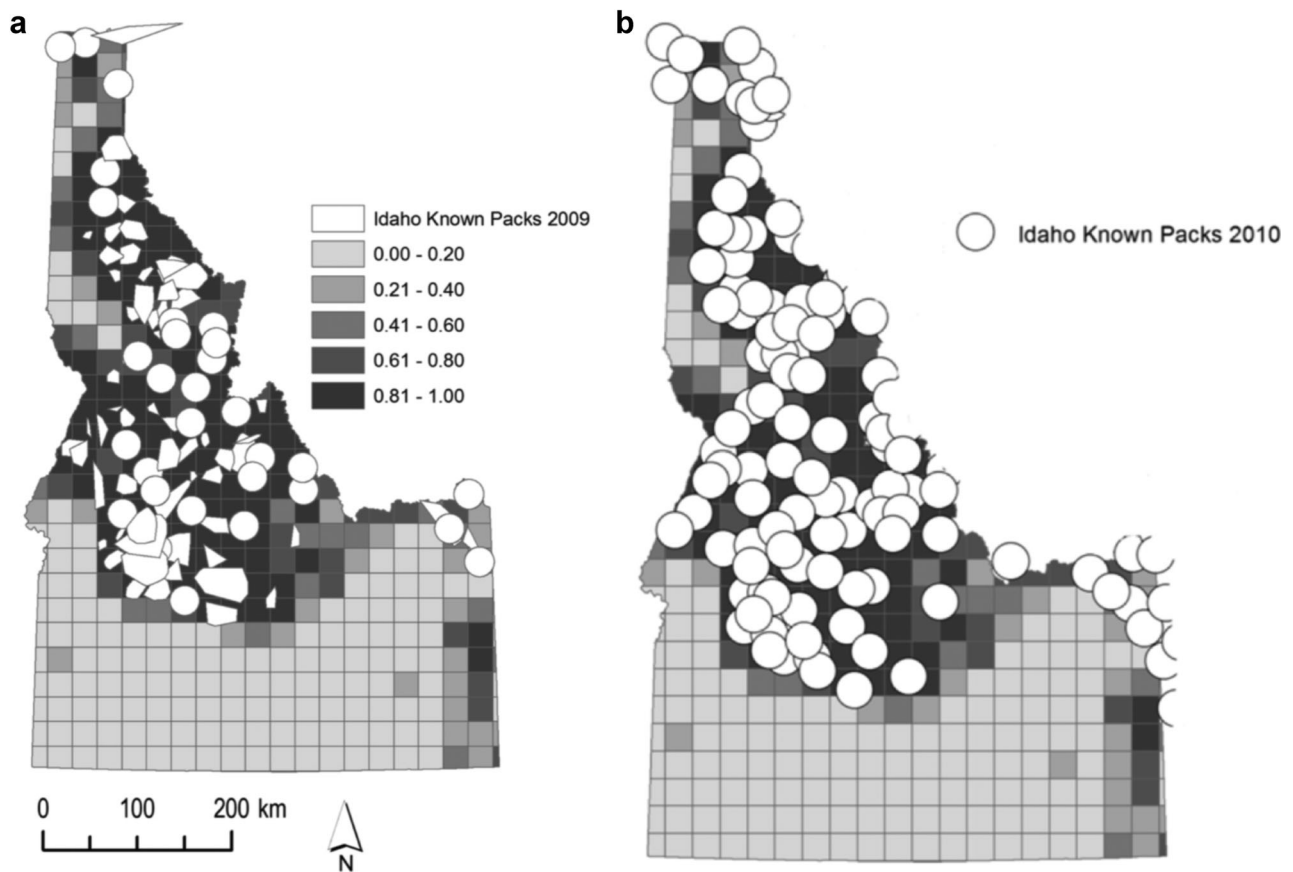 a
b
Idaho Known Packs 2009
0.00 - 0.20
0.21 - 0.40
0.41 - 0.60
0.61 - 0.80
0.81 - 1.00
Idaho Known Packs 2010
0 100 200 km
N